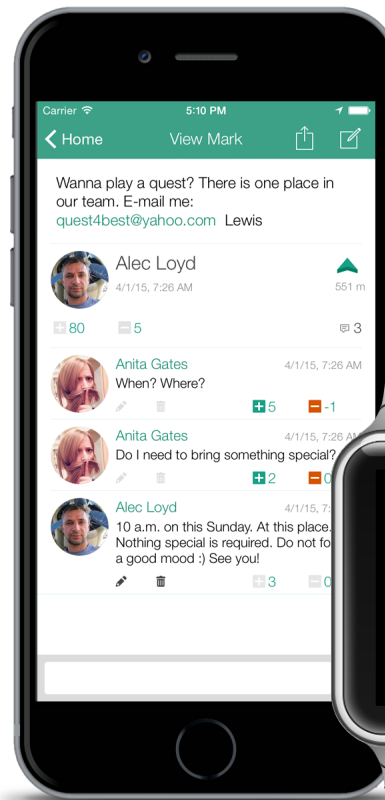 Carrier 5:10 PM
Home View Mark
Wanna play a quest? There is one place in
our team. E-mail me:
quest4best@yahoo.com Lewis
Alec Loyd
4/1/15, 7:26 AM
551 m
80 5 3
Anita Gates 4/1/15, 7:26 AM
When? Where?
5 -1
Anita Gates 4/1/15, 7:26 AM
Do I need to bring something special?
2 0
Alec Loyd 4/1/15, 7:
10 a.m. on this Sunday. At this place.
Nothing special is required. Do not fo
a good mood :) See you!
3 0